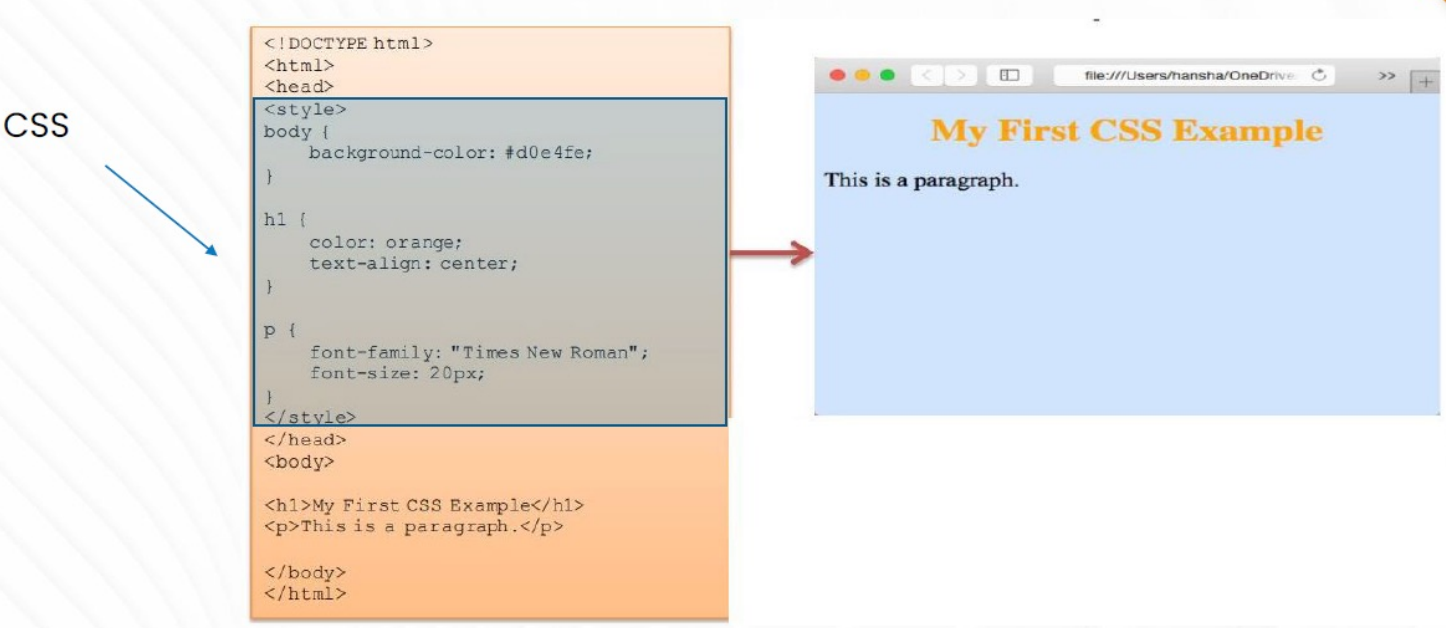 CSS
<!DOCTYPE html>
<html>
<head>
<style>
body {
    background-color: #d0e4fe;
}
h1 {
    color: orange;
    text-align: center;
}
p {
    font-family: "Times New Roman";
    font-size: 20px;
}
</style>
</head>
<body>
<h1>My First CSS Example</h1>
<p>This is a paragraph.</p>
</body>
</html>
file:///Users/hansha/OneDrive
My First CSS Example
This is a paragraph.